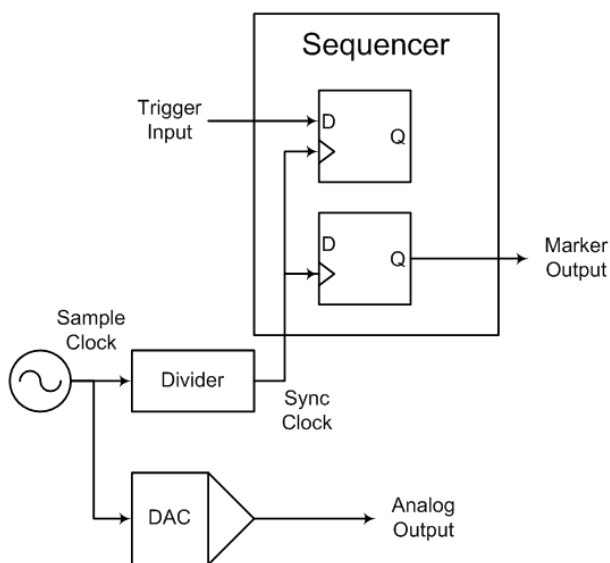 Sequencer
Trigger
Input
D
Q
D
Q
Marker
Output
Sample
Clock
Divider
Sync
Clock
DAC
Analog
Output